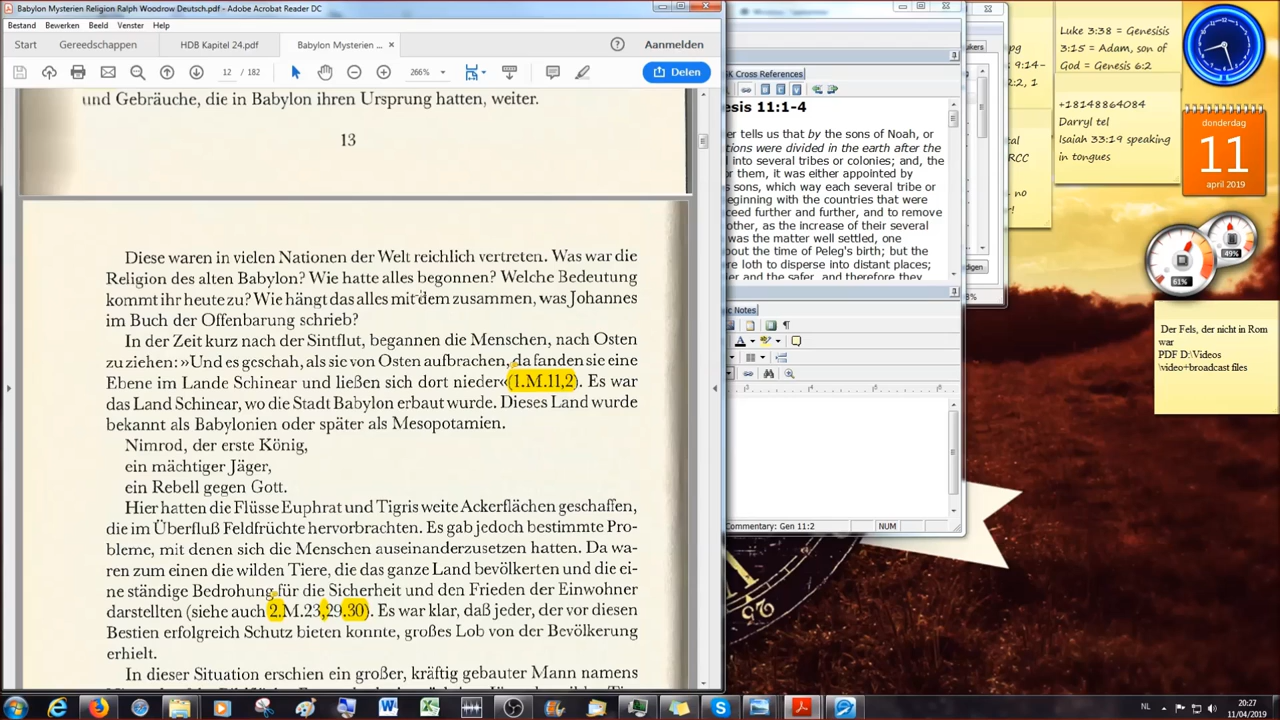 Babylon Mysterien Religion Ralph Woodrow Deutsch.pdf - Adobe Acrobat Reader DC
Bestand Bewerken Beeld Venster Help
Start Gereedschappen HDB Kapitel 24.pdf Babylon Mysterien ... × Anmelden
12 / 182 266% Delen
und Gebräuche, die in Babylon ihren Ursprung hatten, weiter.
13
Diese waren in vielen Nationen der Welt reichlich vertreten. Was war die
Religion des alten Babylon? Wie hatte alles begonnen? Welche Bedeutung
kommt ihr heute zu? Wie hängt das alles mit dem zusammen, was Johannes
im Buch der Offenbarung schrieb?
In der Zeit kurz nach der Sintflut, begannen die Menschen, nach Osten
zu ziehen: »Und es geschah, als sie von Osten aufbrachen, da fanden sie eine
Ebene im Lande Schinear und ließen sich dort nieder« (1.M.11,2). Es war
das Land Schinear, wo die Stadt Babylon erbaut wurde. Dieses Land wurde
bekannt als Babylonien oder später als Mesopotamien.
Nimrod, der erste König,
ein mächtiger Jäger,
ein Rebell gegen Gott.
Hier hatten die Flüsse Euphrat und Tigris weite Ackerflächen geschaffen,
die im Überfluß Feldfrüchte hervorbrachten. Es gab jedoch bestimmte Pro-
bleme, mit denen sich die Menschen auseinanderzusetzen hatten. Da wa-
ren zum einen die wilden Tiere, die das ganze Land bevölkerten und die ei-
ne ständige Bedrohung für die Sicherheit und den Frieden der Einwohner
darstellten (siehe auch 2.M.23,29.30). Es war klar, daß jeder, der vor diesen
Bestien erfolgreich Schutz bieten konnte, großes Lob von der Bevölkerung
erhielt.
In dieser Situation erschien ein großer, kräftig gebauter Mann namens
K Cross References
esis 11:1-4
er tells us that by the sons of Noah, or
tions were divided in the earth after the
l into several tribes or colonies; and, the
or them, it was either appointed by
s sons, which way each several tribe or
eginning with the countries that were
ceed further and further, and to remove
other, as the increase of their several
was the matter well settled, one
bout the time of Peleg's birth; but the
re loth to disperse into distant places;
ic Notes
Commentary: Gen 11:2 NUM
Luke 3:38 = Genesisis
3:15 = Adam, son of
God = Genesis 6:2
+18148864084
Darryl tel
Isaiah 33:19 speaking
in tongues
jpg
9:14-
2:2, 1
tal
RCC
no
donderdag
11
april 2019
61%
49%
Der Fels, der nicht in Rom
war
PDF D:\Videos
\video+broadcast files
NL 20:27
11/04/2019